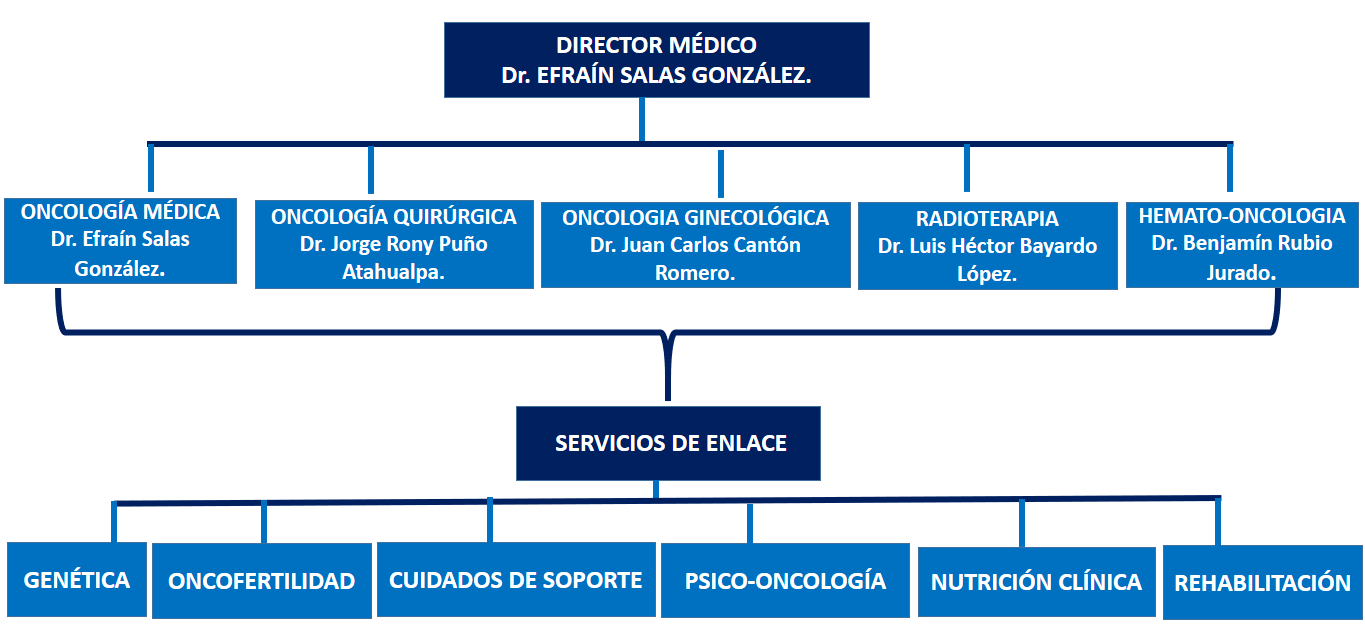 DIRECTOR MÉDICO
Dr. EFRAÍN SALAS GONZÁLEZ.
ONCOLOGÍA MÉDICA
Dr. Efraín Salas
González.
ONCOLOGÍA QUIRÚRGICA
Dr. Jorge Rony Puño
Atahualpa.
ONCOLOGIA GINECOLÓGICA
Dr. Juan Carlos Cantón
Romero.
RADIOTERAPIA
Dr. Luis Héctor Bayardo
López.
HEMATO-ONCOLOGIA
Dr. Benjamín Rubio
Jurado.
SERVICIOS DE ENLACE
GENÉTICA
ONCOFERTILIDAD
CUIDADOS DE SOPORTE
PSICO-ONCOLOGÍA
NUTRICIÓN CLÍNICA
REHABILITACIÓN